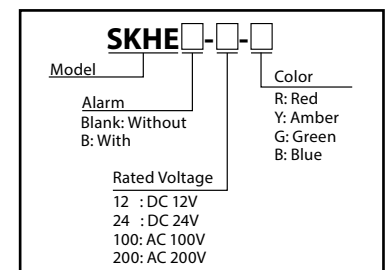 SKHE□-□-□
Model
Alarm
Blank: Without
B: With
Rated Voltage
12 : DC 12V
24 : DC 24V
100: AC 100V
200: AC 200V
Color
R: Red
Y: Amber
G: Green
B: Blue